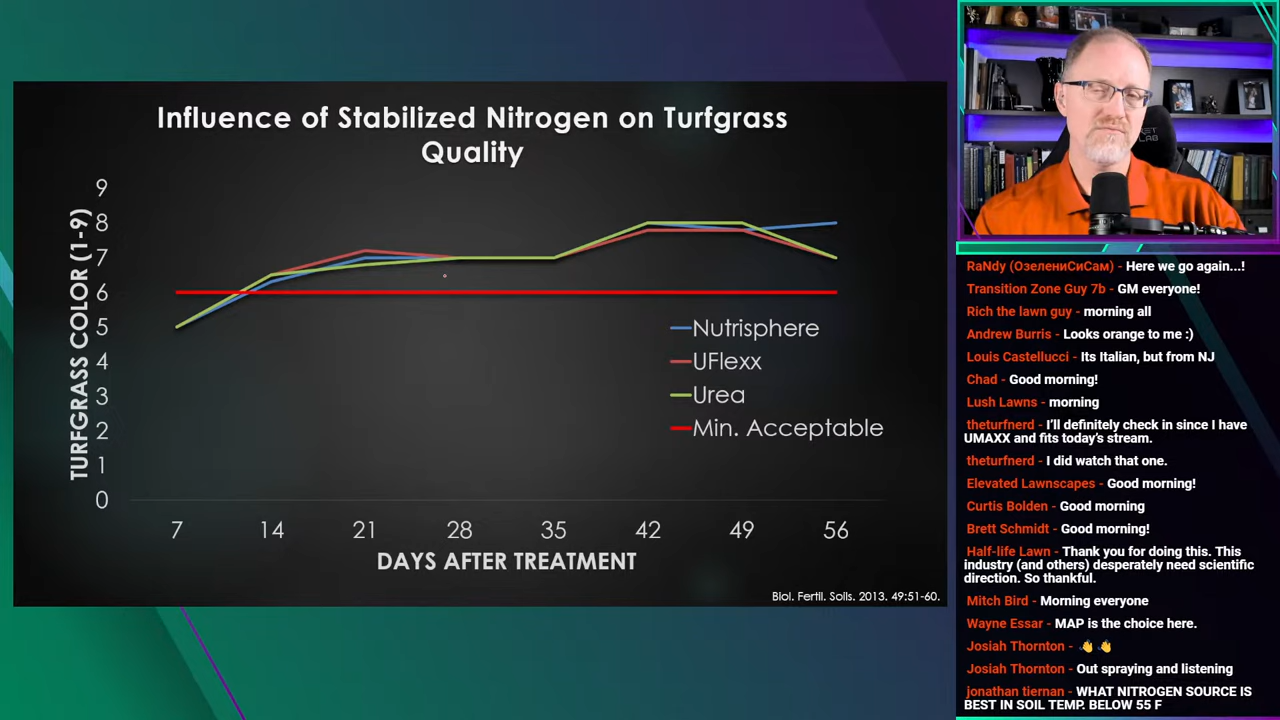 Influence of Stabilized Nitrogen on Turfgrass
Quality
TURFGRASS COLOR (1-9)
9
8
7
6
5
4
3
2
1
0
Nutrisphere
UFlexx
Urea
Min. Acceptable
7 14 21 28 35 42 49 56
DAYS AFTER TREATMENT
Biol. Fertil. Soils. 2013. 49:51-60.
RaNdy (ОзелениСиСам) - Here we go again...!
Transition Zone Guy 7b - GM everyone!
Rich the lawn guy - morning all
Andrew Burris - Looks orange to me :)
Louis Castellucci - Its Italian, but from NJ
Chad - Good morning!
Lush Lawns - morning
theturfnerd - I'll definitely check in since I have
UMAXX and fits today's stream.
theturfnerd - I did watch that one.
Elevated Lawnscapes - Good morning!
Curtis Bolden - Good morning
Brett Schmidt - Good morning!
Half-life Lawn - Thank you for doing this. This
industry (and others) desperately need scientific
direction. So thankful.
Mitch Bird - Morning everyone
Wayne Essar - MAP is the choice here.
Josiah Thornton - 👋 👋
Josiah Thornton - Out spraying and listening
jonathan tiernan - WHAT NITROGEN SOURCE IS
BEST IN SOIL TEMP. BELOW 55 F